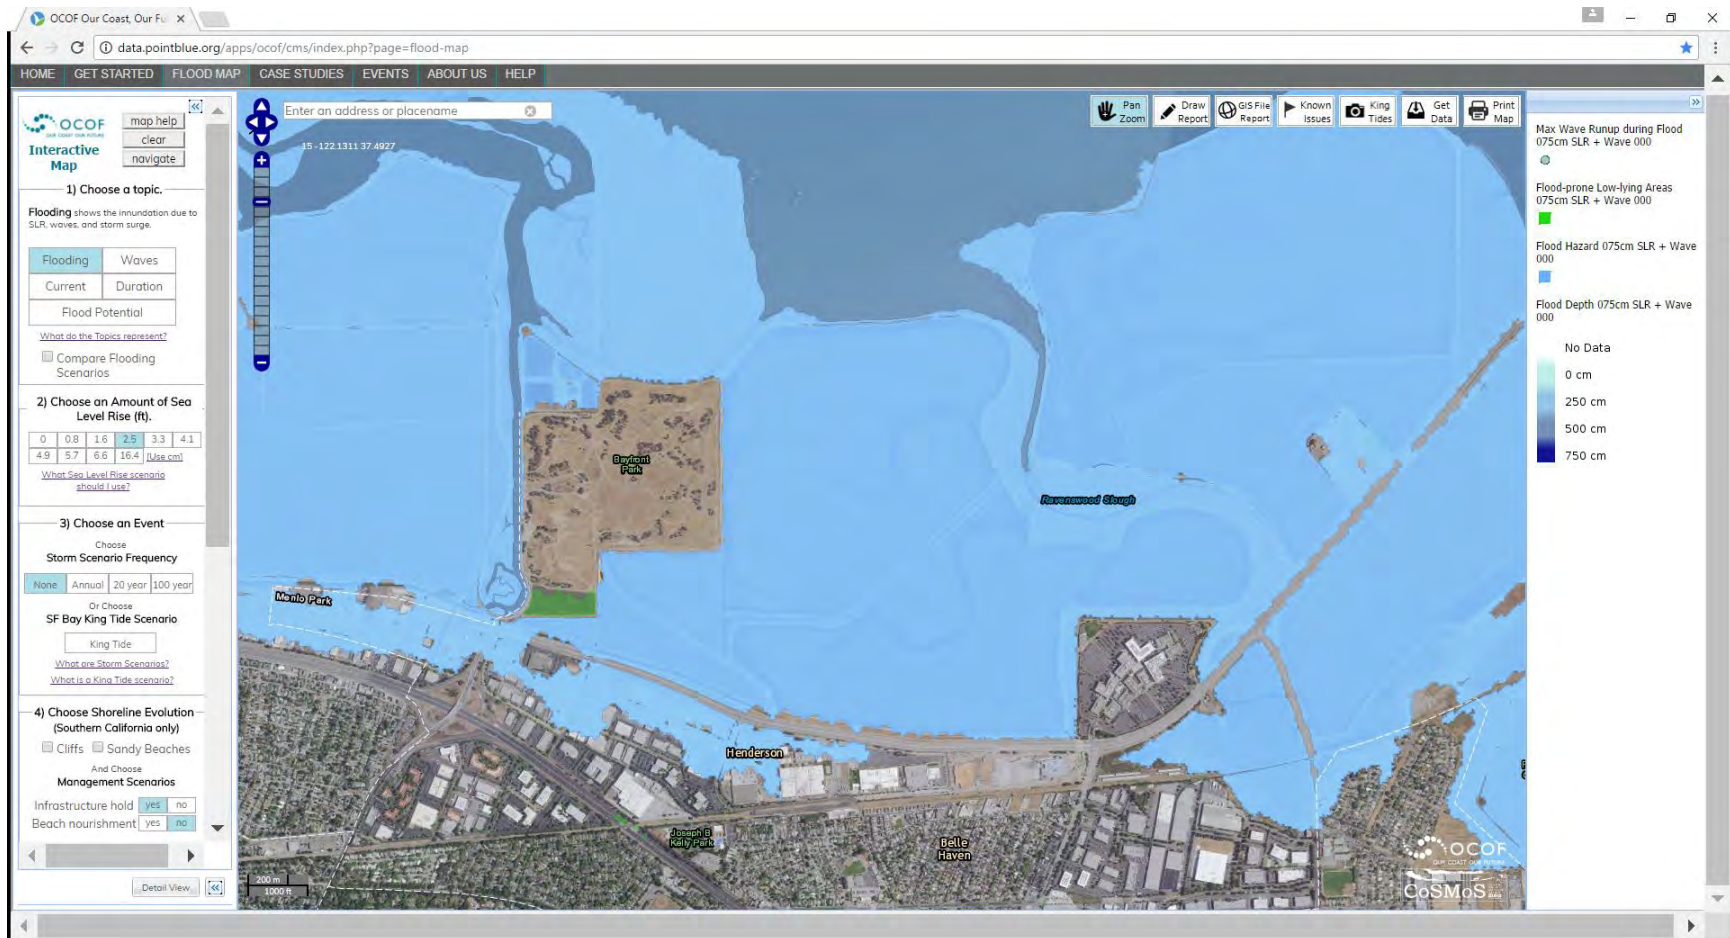 OCOF Our Coast, Our Fu
data.pointblue.org/apps/ocof/cms/index.php?page=flood-map
HOME GET STARTED FLOOD MAP CASE STUDIES EVENTS ABOUT US HELP
OCOF
OUR COAST OUR FUTURE
Interactive
Map
map help
clear
navigate
1) Choose a topic.
Flooding shows the innundation due to
SLR, waves, and storm surge.
Flooding Waves
Current Duration
Flood Potential
What do the Topics represent?
Compare Flooding
Scenarios
2) Choose an Amount of Sea
Level Rise (ft).
0 0.8 1.6 2.5 3.3 4.1
4.9 5.7 6.6 16.4 [Use cm]
What Sea Level Rise scenario
should I use?
3) Choose an Event
Choose
Storm Scenario Frequency
None Annual 20 year 100 year
Or Choose
SF Bay King Tide Scenario
King Tide
What are Storm Scenarios?
What is a King Tide scenario?
4) Choose Shoreline Evolution
(Southern California only)
Cliffs Sandy Beaches
And Choose
Management Scenarios
Infrastructure hold yes no
Beach nourishment yes no
Detail View
Enter an address or placename
15 -122.1311 37.4927
Pan
Zoom
Draw
Report
GIS File
Report
Known
Issues
King
Tides
Get
Data
Print
Map
Bayfront
Park
Ravenswood Slough
Menlo Park
Henderson
Joseph B
Kelly Park
Belle
Haven
200 m
1000 ft
OCOF
OUR COAST OUR FUTURE
CoSMoS
Max Wave Runup during Flood
075cm SLR + Wave 000
Flood-prone Low-lying Areas
075cm SLR + Wave 000
Flood Hazard 075cm SLR + Wave
000
Flood Depth 075cm SLR + Wave
000
No Data
0 cm
250 cm
500 cm
750 cm